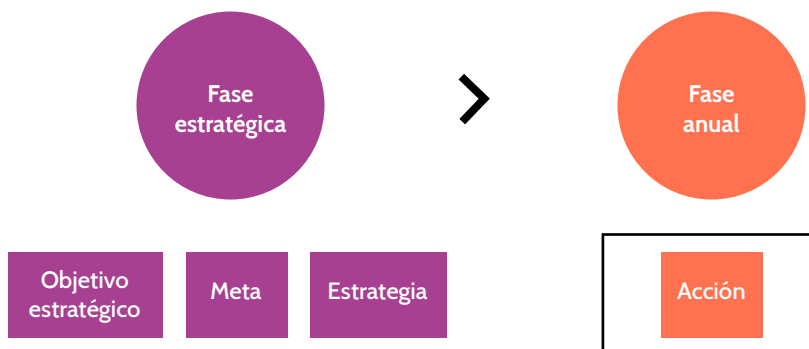 Fase
estratégica
Fase
anual
Objetivo
estratégico
Meta
Estrategia
Acción